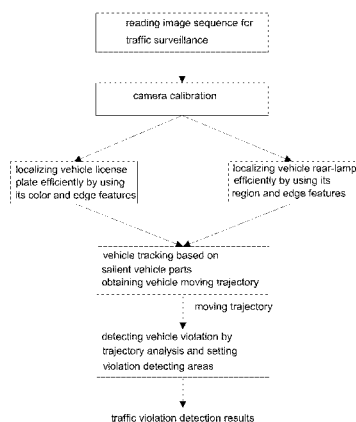 reading image sequence for
traffic surveillance
camera calibration
localizing vehicle license
plate efficiently by using
its color and edge features
localizing vehicle rear-lamp
efficiently by using its
region and edge features
vehicle tracking based on
salient vehicle parts
obtaining vehicle moving trajectory
moving trajectory
detecting vehicle violation by
trajectory analysis and setting
violation detecting areas
traffic violation detection results